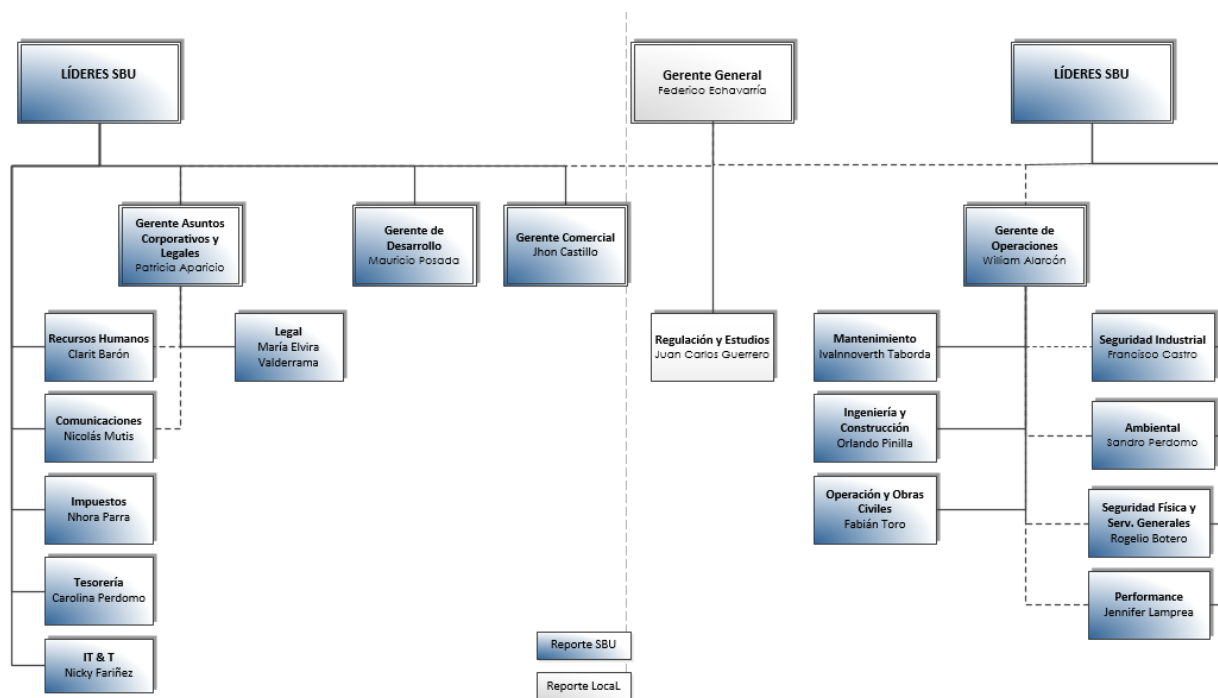 LÍDERES SBU
Gerente General
Federico Echavarría
LÍDERES SBU
Gerente Asuntos
Corporativos y
Legales
Patricia Aparicio
Gerente de
Desarrollo
Mauricio Posada
Gerente Comercial
Jhon Castillo
Gerente de
Operaciones
William Alarcón
Recursos Humanos
Clarit Barón
Legal
María Elvira
Valderrama
Regulación y Estudios
Juan Carlos Guerrero
Mantenimiento
Ivalnnoverth Taborda
Seguridad Industrial
Francisco Castro
Comunicaciones
Nicolás Mutis
Ingeniería y
Construcción
Orlando Pinilla
Ambiental
Sandro Perdomo
Impuestos
Nhora Parra
Operación y Obras
Civiles
Fabián Toro
Seguridad Física y
Serv. Generales
Rogelio Botero
Tesorería
Carolina Perdomo
Performance
Jennifer Lamprea
IT & T
Nicky Fariñez
Reporte SBU
Reporte LocaL